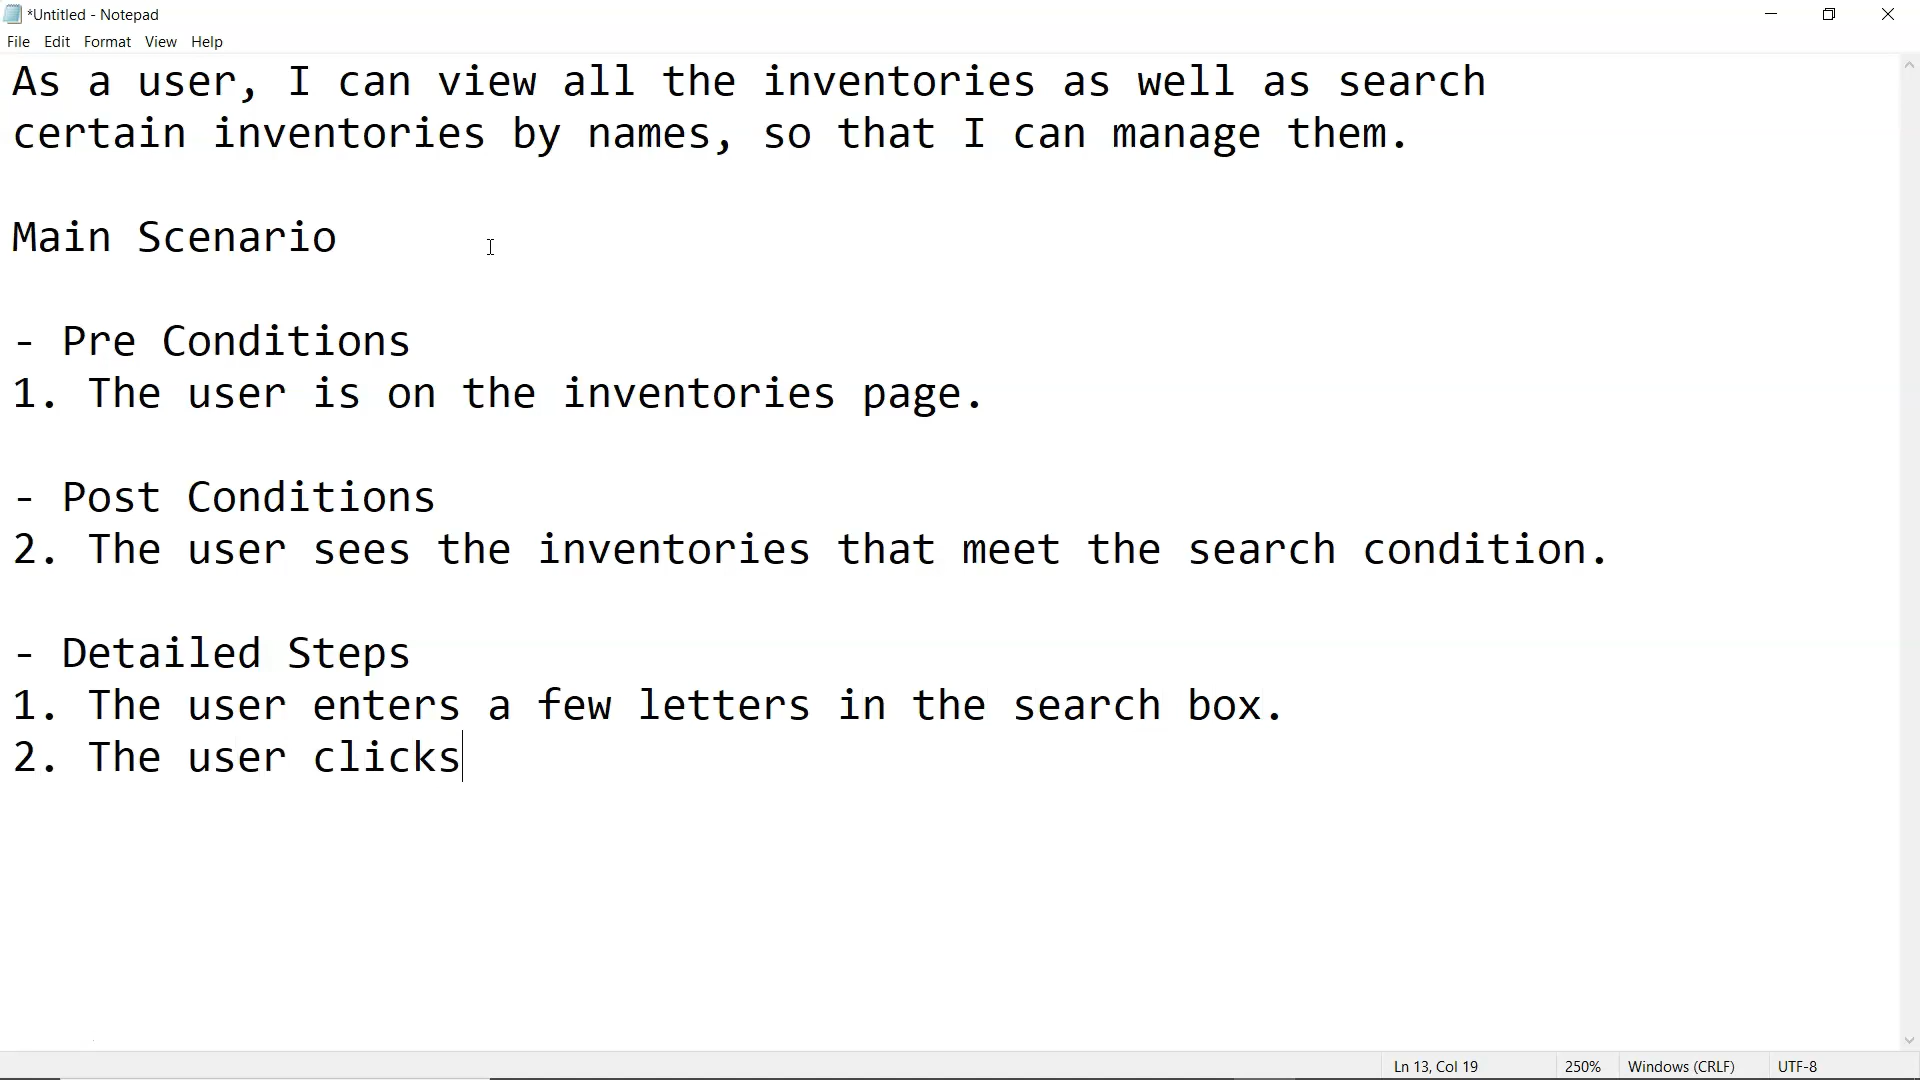 *Untitled - Notepad
File Edit Format View Help
As a user, I can view all the inventories as well as search
certain inventories by names, so that I can manage them.
Main Scenario
- Pre Conditions
1. The user is on the inventories page.
- Post Conditions
2. The user sees the inventories that meet the search condition.
- Detailed Steps
1. The user enters a few letters in the search box.
2. The user clicks
Ln 13, Col 19 250% Windows (CRLF) UTF-8